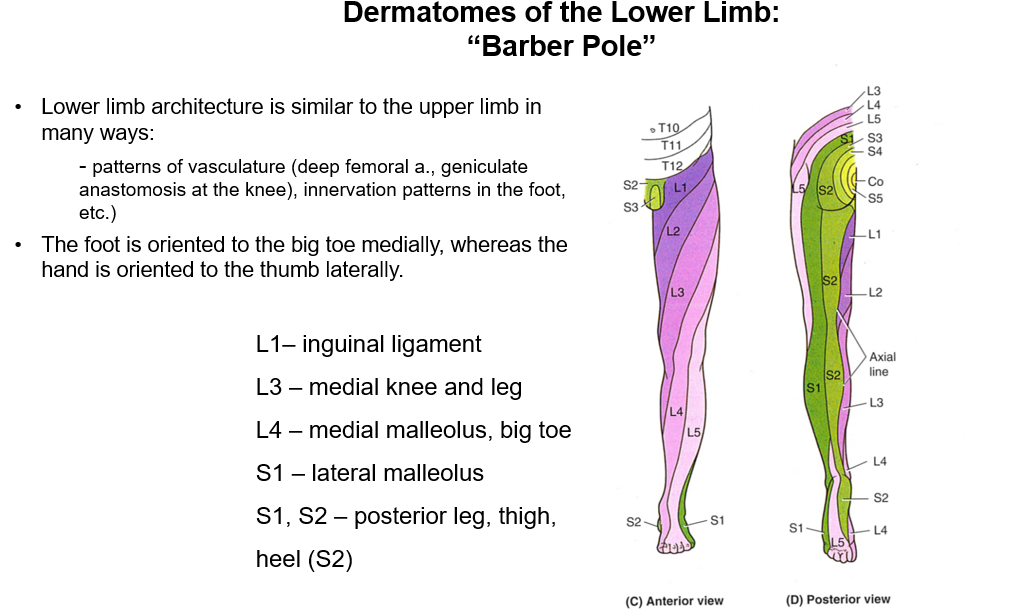 Dermatomes of the Lower Limb:
“Barber Pole”
• Lower limb architecture is similar to the upper limb in
many ways:
- patterns of vasculature (deep femoral a., geniculate
anastomosis at the knee), innervation patterns in the foot,
etc.)
• The foot is oriented to the big toe medially, whereas the
hand is oriented to the thumb laterally.
L1– inguinal ligament
L3 – medial knee and leg
L4 – medial malleolus, big toe
S1 – lateral malleolus
S1, S2 – posterior leg, thigh,
heel (S2)
T10
T11
T12
S2
L1
S3
L2
L3
L4
L5
S2
S1
(C) Anterior view
L3
L4
L5
S1
S3
S4
Co
L5
S2
S5
L1
S2
L2
Axial
line
S2
S1
L3
L4
S2
S1
L4
L5
(D) Posterior view